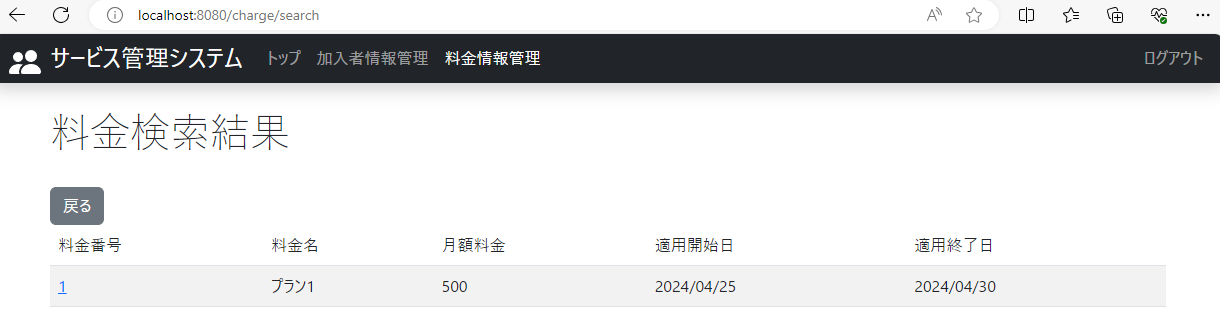 localhost:8080/charge/search
サービス管理システム トップ 加入者情報管理 料金情報管理 ログアウト
料金検索結果
戻る
料金番号 料金名 月額料金 適用開始日 適用終了日
1 プラン1 500 2024/04/25 2024/04/30